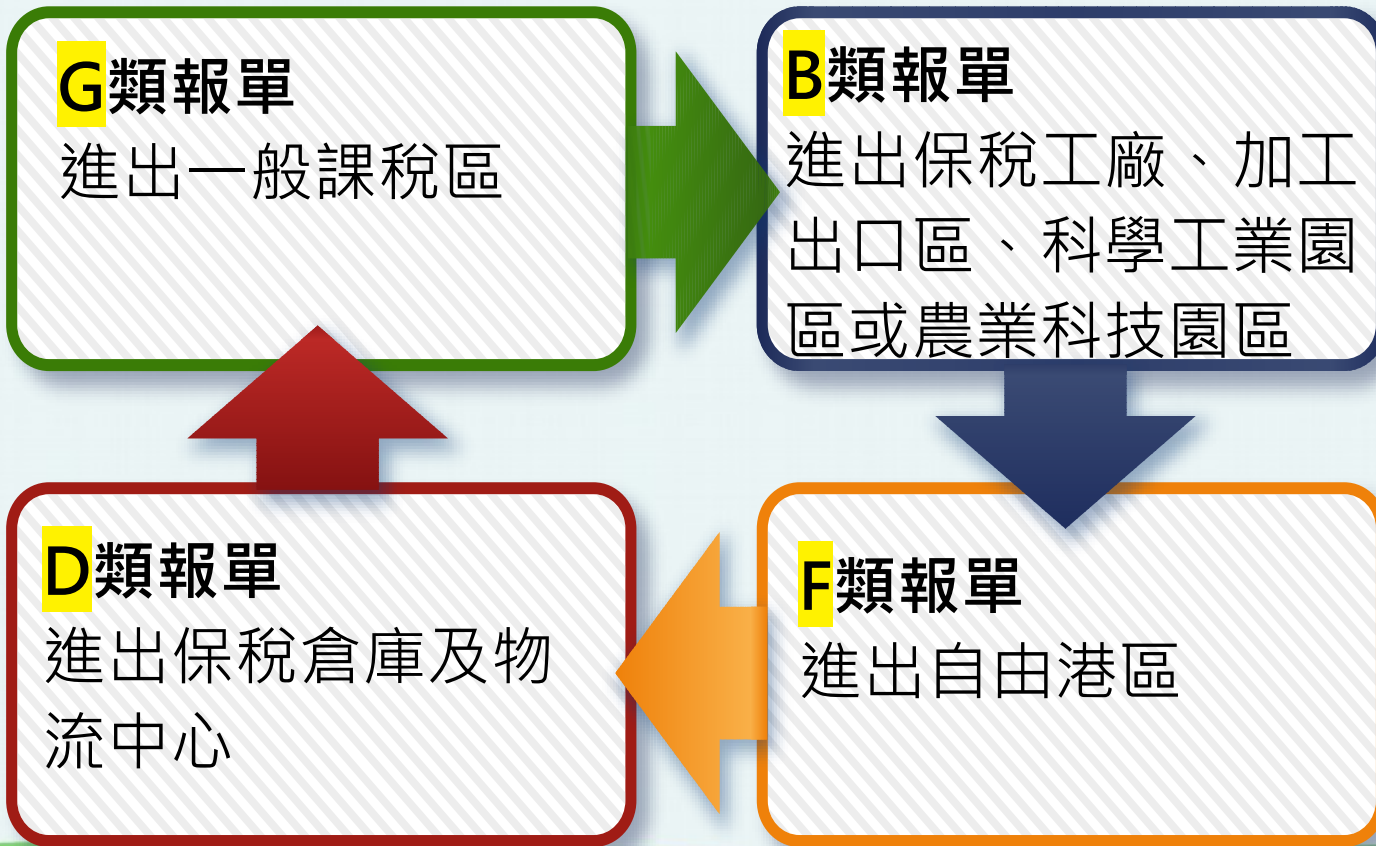 G類報單
進出一般課稅區
B類報單
進出保稅工廠、加工
出口區、科學工業園
區或農業科技園區
D類報單
進出保稅倉庫及物
流中心
F類報單
進出自由港區